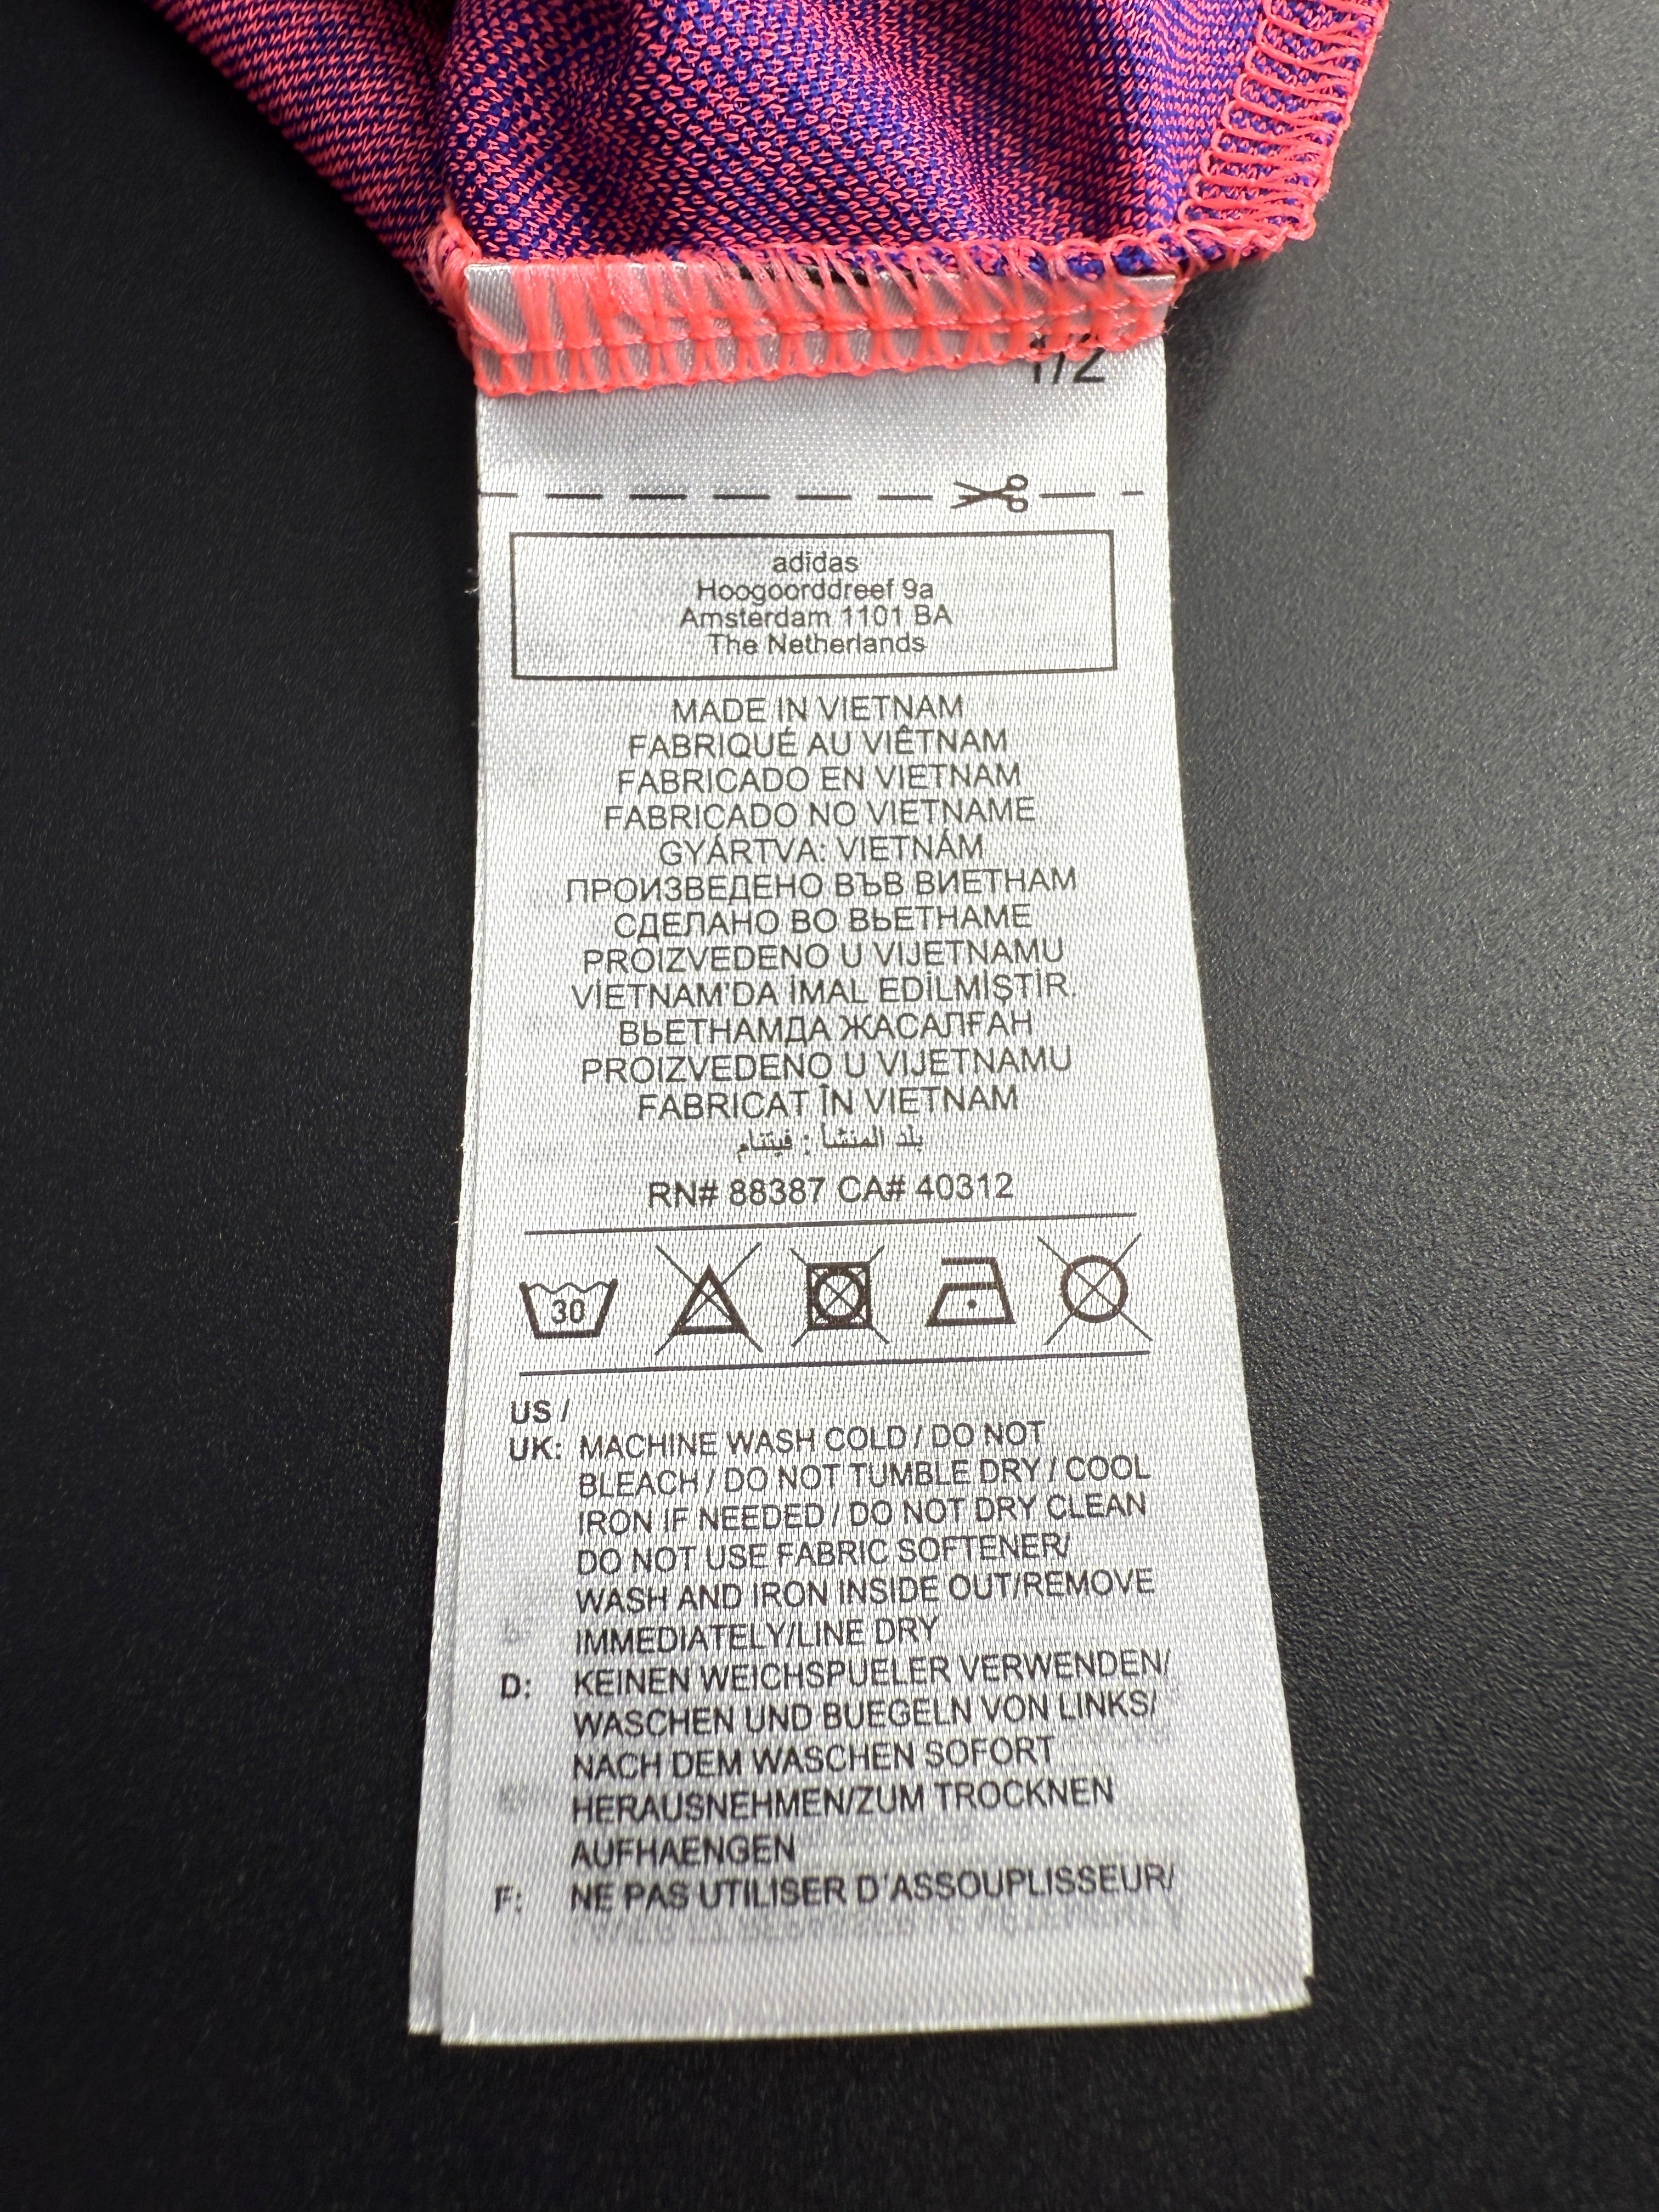 1/2
adidas
Hoogoorddreef 9a
Amsterdam 1101 BA
The Netherlands
MADE IN VIETNAM
FABRIQUÉ AU VIÊTNAM
FABRICADO EN VIETNAM
FABRICADO NO VIETNAME
GYÁRTVA: VIETNÁM
ПРОИЗВЕДЕНО ВЪВ ВИЕТНАМ
СДЕЛАНО ВО ВЬЕТНАМЕ
PROIZVEDENO U VIJETNAMU
VIETNAM'DA İMAL EDİLMİŞTİR.
ВЬЕТНАМДА ЖАСАЛҒАН
PROIZVEDENO U VIJETNAMU
FABRICAT ÎN VIETNAM
بلد المنشأ : فيتنام
RN# 88387 CA# 40312
30
US /
UK: MACHINE WASH COLD / DO NOT
BLEACH / DO NOT TUMBLE DRY / COOL
IRON IF NEEDED / DO NOT DRY CLEAN
DO NOT USE FABRIC SOFTENER/
WASH AND IRON INSIDE OUT/REMOVE
IMMEDIATELY/LINE DRY
D: KEINEN WEICHSPUELER VERWENDEN/
WASCHEN UND BUEGELN VON LINKS/
NACH DEM WASCHEN SOFORT
HERAUSNEHMEN/ZUM TROCKNEN
AUFHAENGEN
F: NE PAS UTILISER D'ASSOUPLISSEUR/